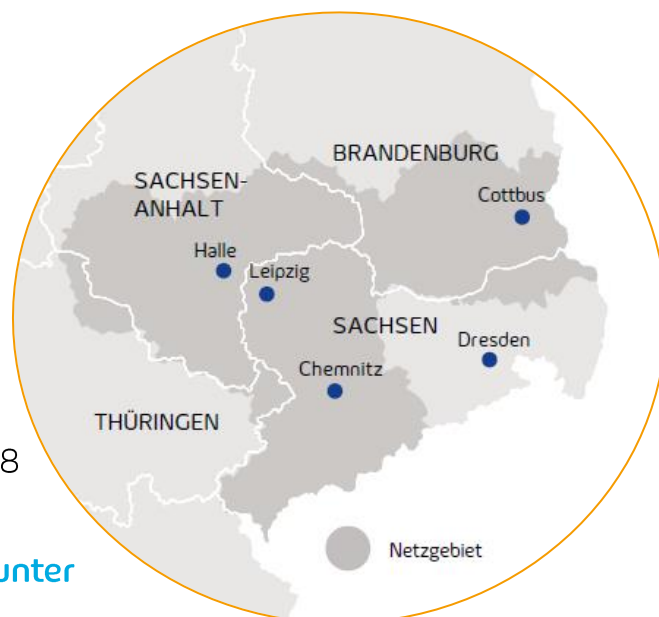 BRANDENBURG
SACHSEN-
ANHALT
Cottbus
Halle
Leipzig
SACHSEN
Dresden
Chemnitz
THÜRINGEN
8
Netzgebiet
unter